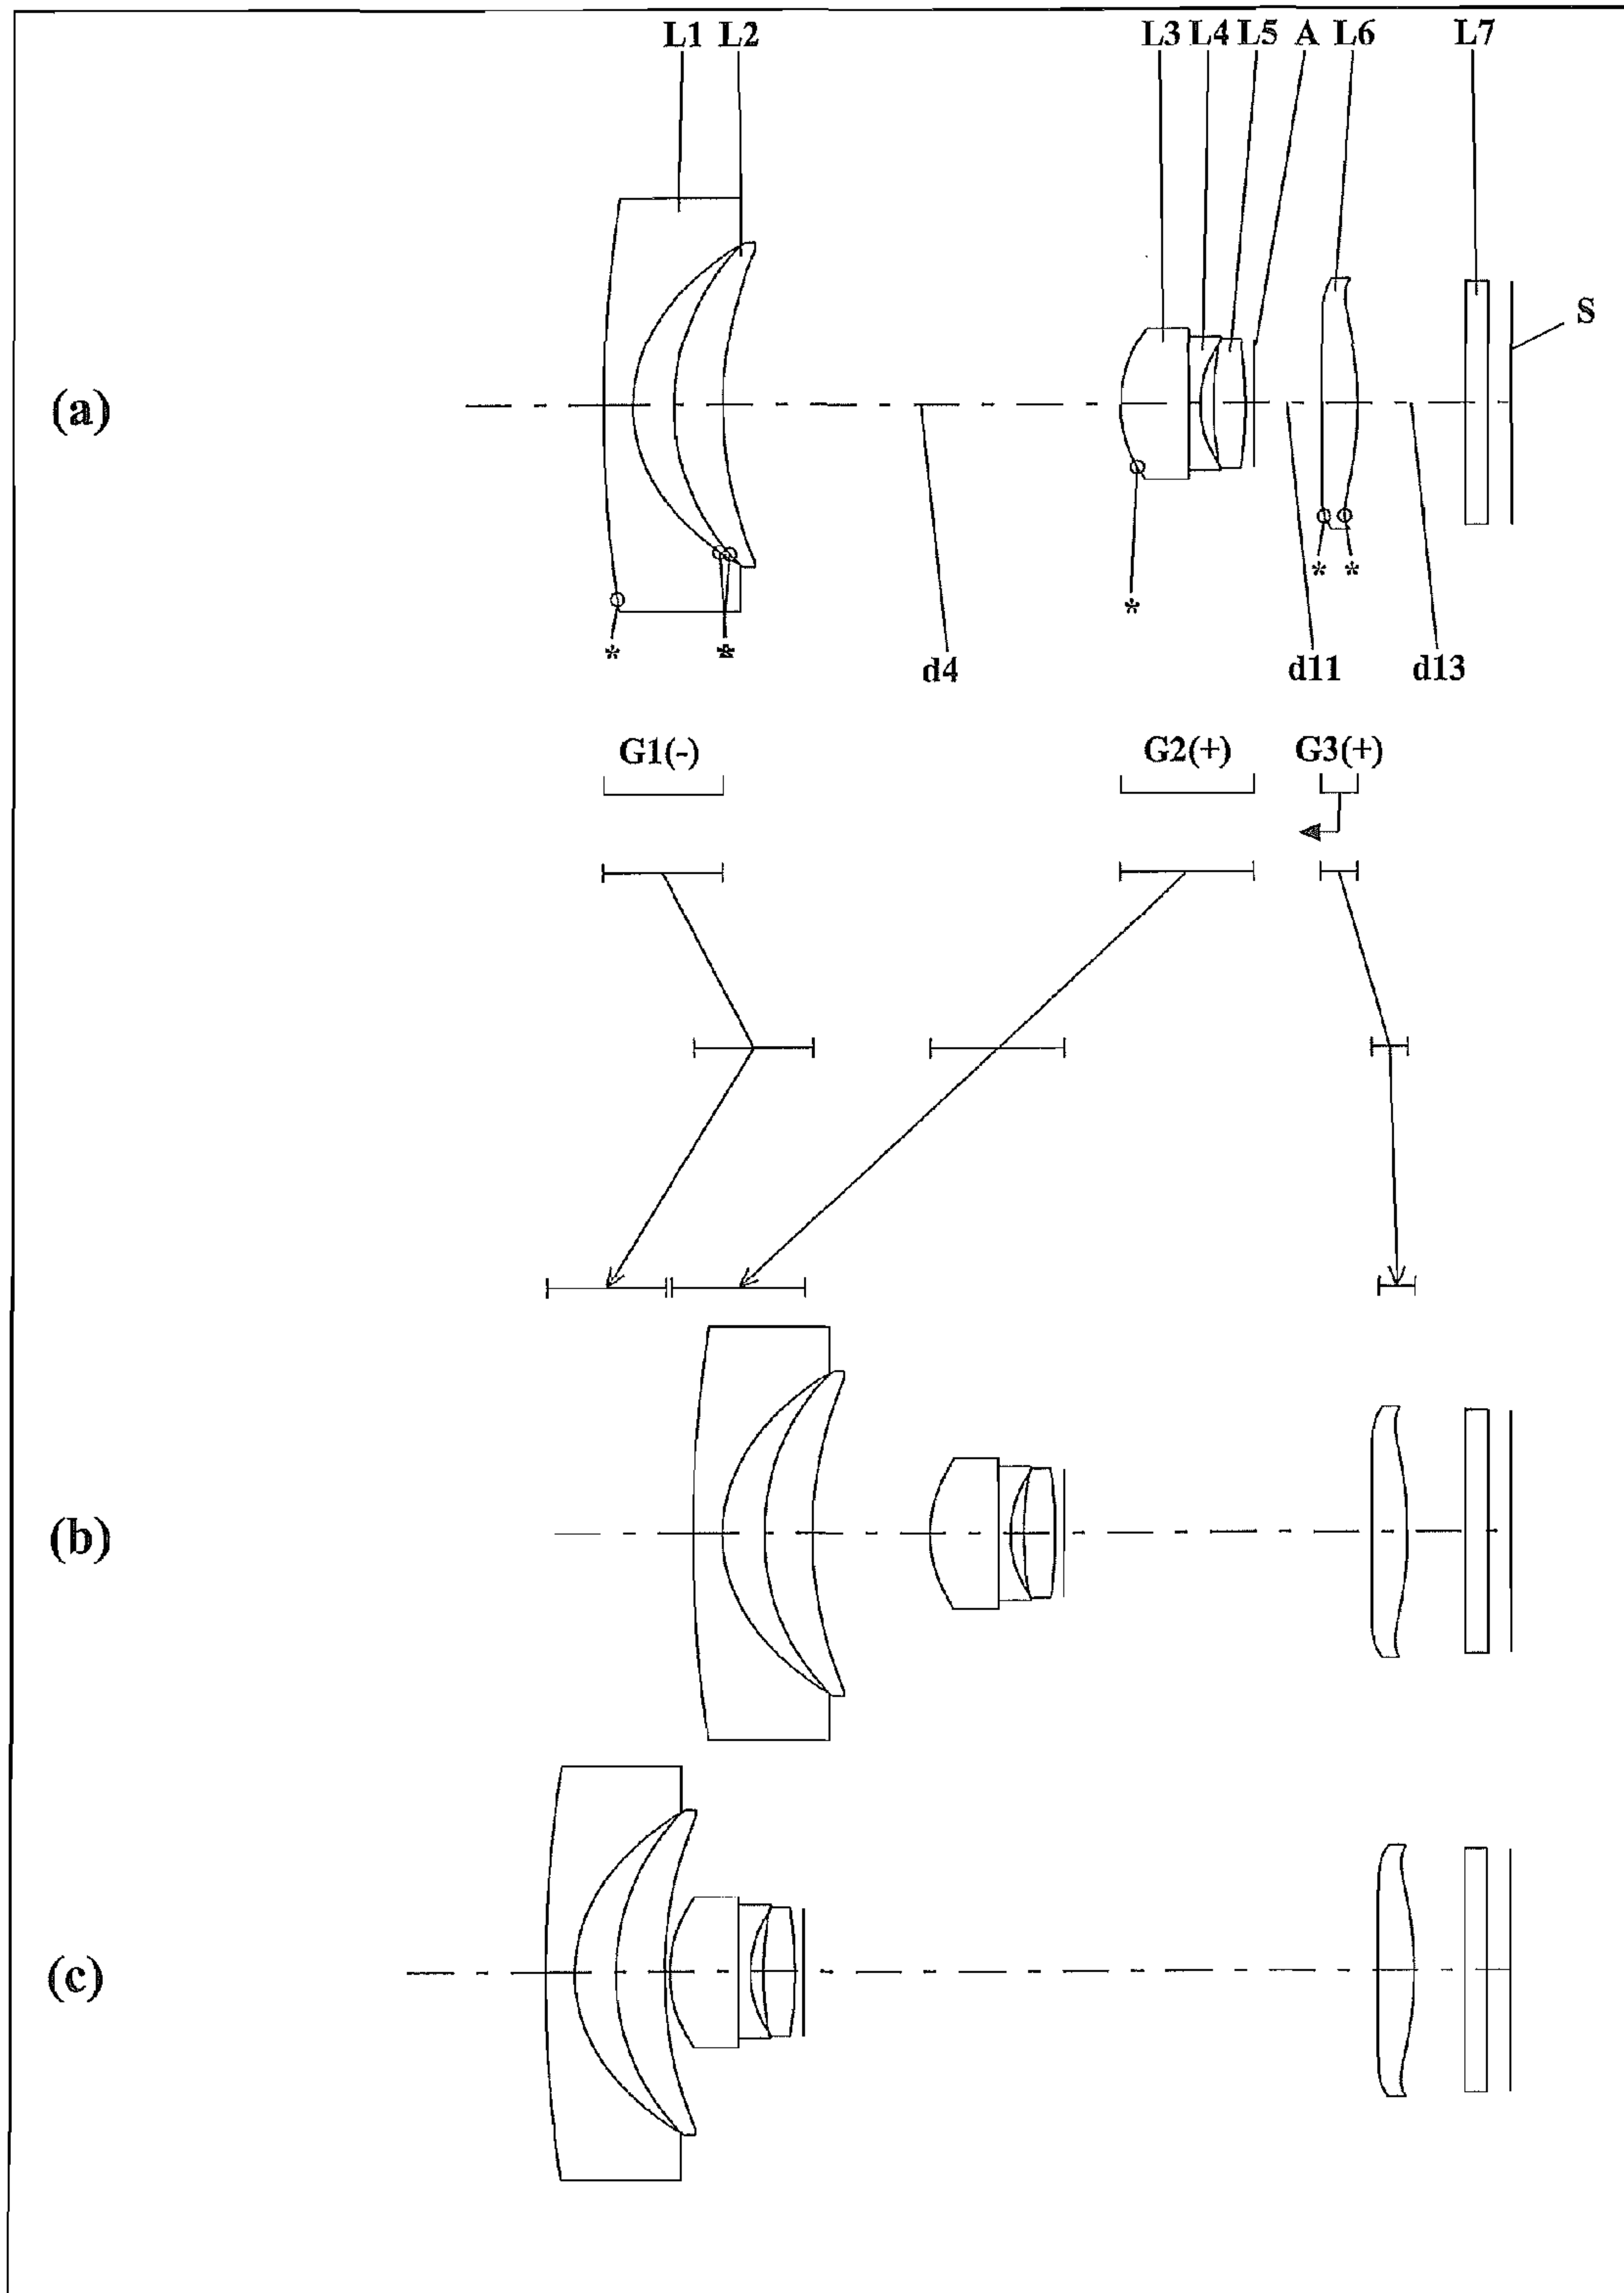 L1 L2 L3 L4 L5 A L6 L7
S
(a)
* * * * *
d4 d11 d13
G1(-) G2(+) G3(+)
(b)
(c)